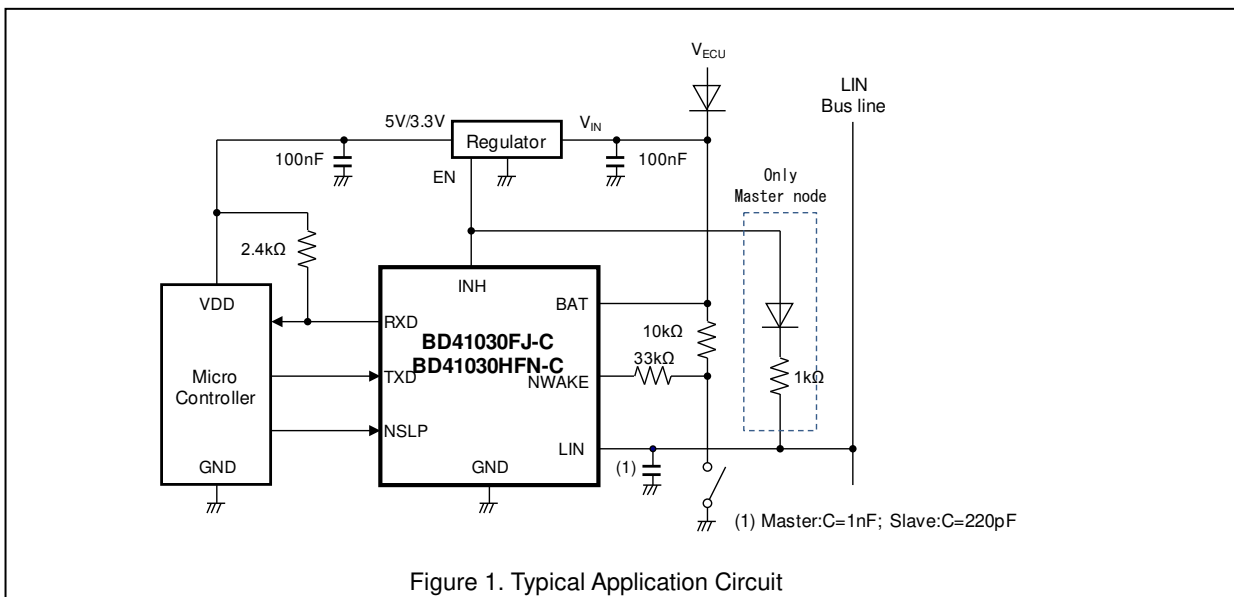 V_ECU
LIN
Bus line
5V/3.3V
Regulator
V_IN
100nF
100nF
EN
Only
Master node
2.4kΩ
INH
VDD
BAT
RXD
BD41030FJ-C
BD41030HFN-C
10kΩ
33kΩ
TXD
NWAKE
1kΩ
Micro
Controller
NSLP
LIN
GND
GND
(1)
(1) Master:C=1nF; Slave:C=220pF
Figure 1. Typical Application Circuit